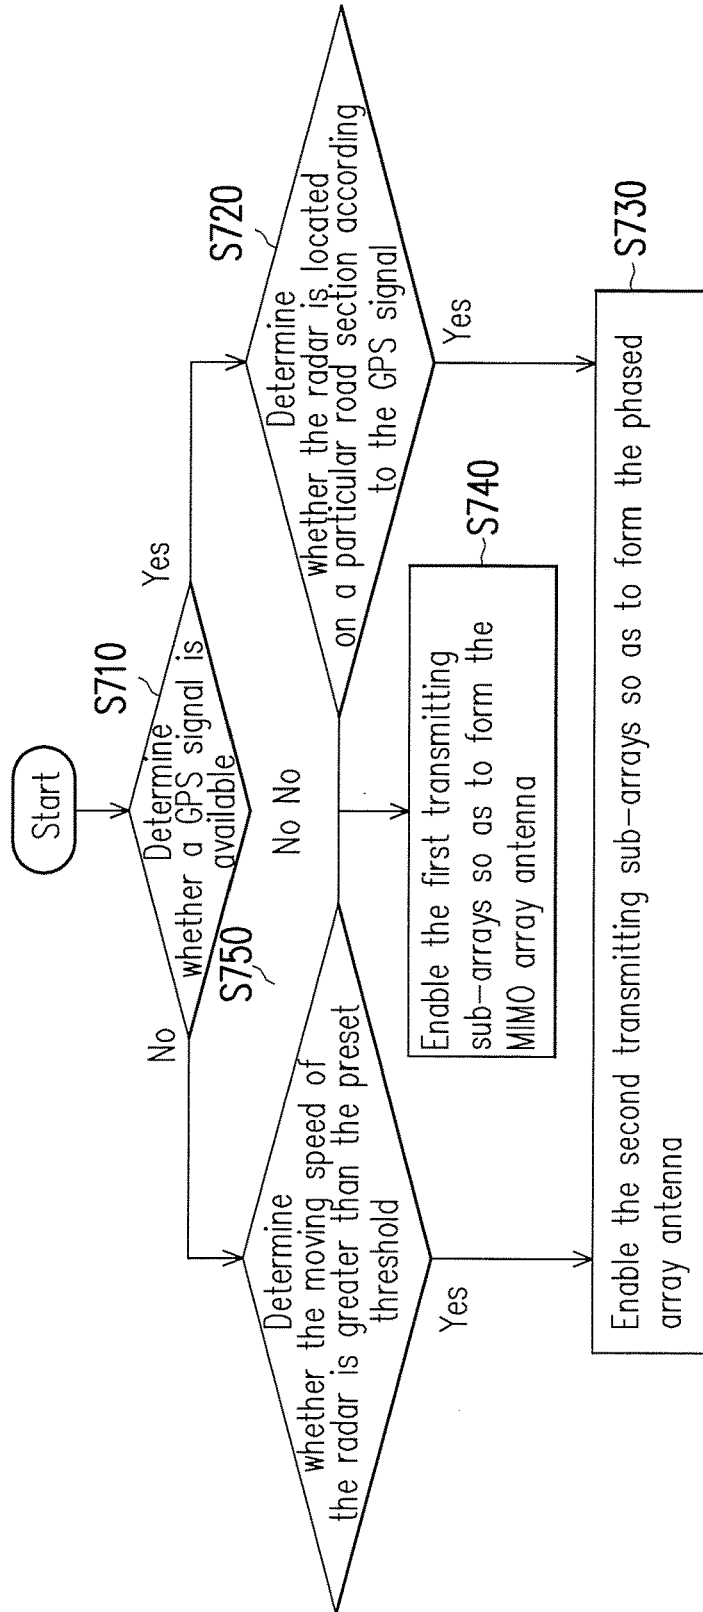 Start
S710
Determine
whether a GPS signal is
available
Yes
No
S720
Determine
whether the radar is located
on a particular road section according
to the GPS signal
S750
Determine
whether the moving speed of
the radar is greater than the preset
threshold
No No
Yes
Yes
S740
Enable the first transmitting
sub-arrays so as to form the
MIMO array antenna
S730
Enable the second transmitting sub-arrays so as to form the phased
array antenna